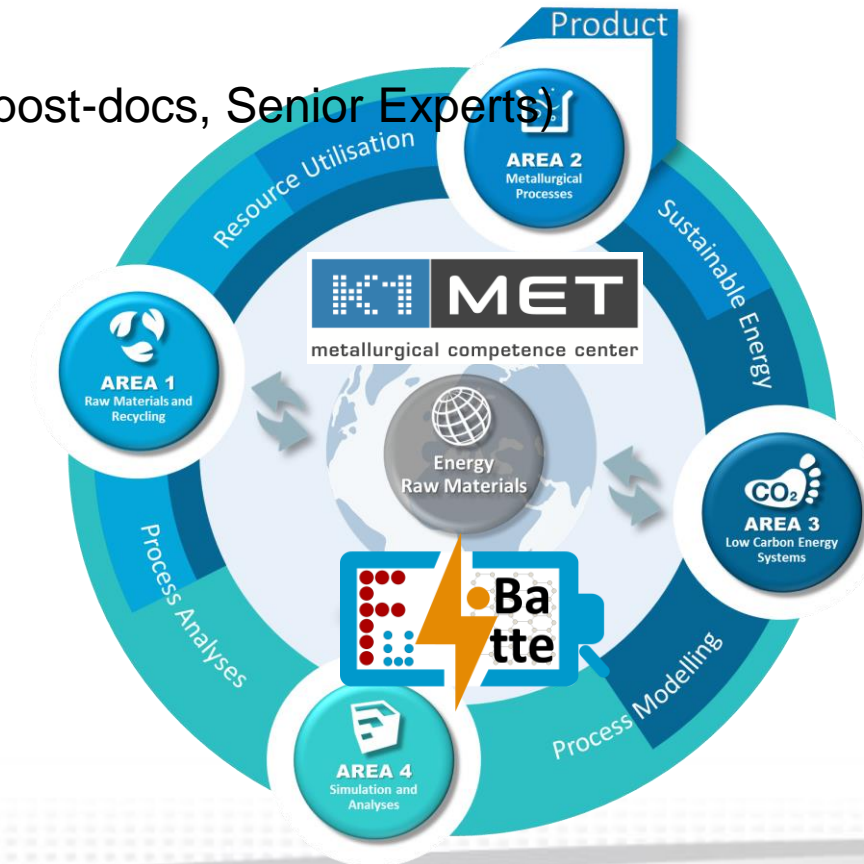 Product
post-docs, Senior Experts)
AREA 2
Metallurgical
Processes
Resource Utilisation
Sustainable Energy
K1 MET
metallurgical competence center
AREA 1
Raw Materials and
Recycling
Energy
Raw Materials
CO₂
AREA 3
Low Carbon Energy
Systems
Process Analyses
Ba
tte
Process Modelling
AREA 4
Simulation and
Analyses